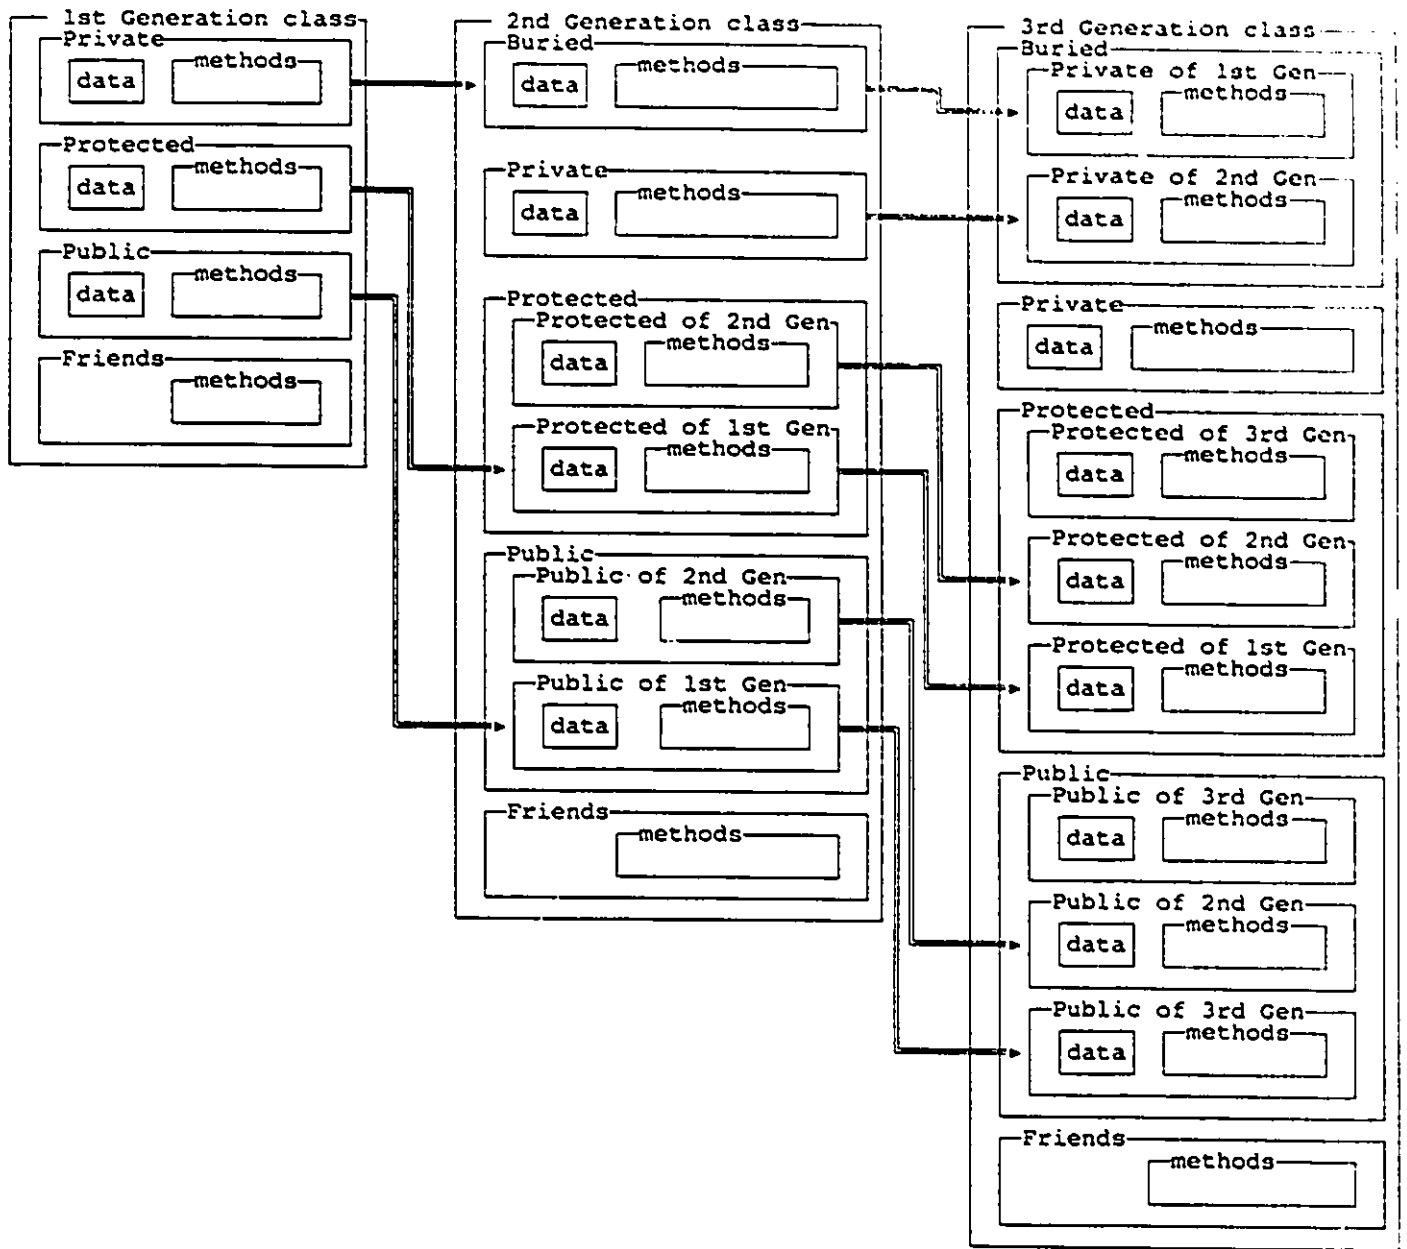 1st Generation class
Private
methods
data
Protected
methods
data
Public
methods
data
Friends
methods
2nd Generation class
Buried
methods
data
Private
methods
data
Protected
Protected of 2nd Gen
methods
data
Protected of 1st Gen
methods
data
Public
Public of 2nd Gen
methods
data
Public of 1st Gen
methods
data
Friends
methods
3rd Generation class
Buried
Private of 1st Gen
methods
data
Private of 2nd Gen
methods
data
Private
methods
data
Protected
Protected of 3rd Gen
methods
data
Protected of 2nd Gen
methods
data
Protected of 1st Gen
methods
data
Public
Public of 3rd Gen
methods
data
Public of 2nd Gen
methods
data
Public of 3rd Gen
methods
data
Friends
methods